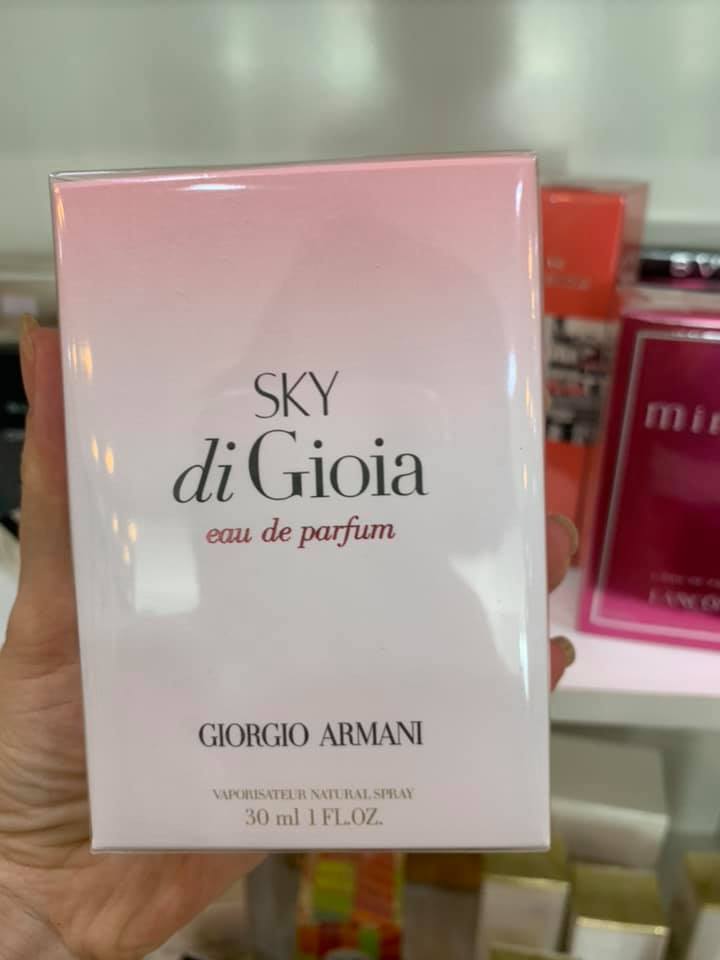 SKY
di Gioia
eau de parfum
GIORGIO ARMANI
VAPORISATEUR NATURAL SPRAY
30 ml 1 FL.OZ.